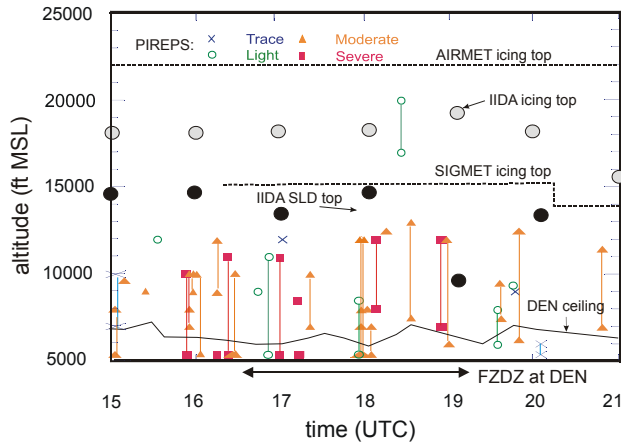 25000
PIREPS: × Trace ▲ Moderate
○ Light ■ Severe
AIRMET icing top
20000
IIDA icing top
SIGMET icing top
15000
IIDA SLD top
altitude (ft MSL)
10000
DEN ceiling
5000
FZDZ at DEN
15 16 17 18 19 20 21
time (UTC)